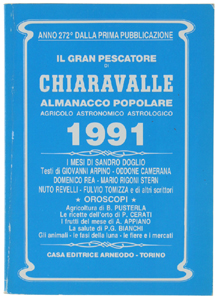 ANNO 272° DALLA PRIMA PUBBLICAZIONE
IL GRAN PESCATORE
DI
CHIARAVALLE
ALMANACCO POPOLARE
AGRICOLO ASTRONOMICO ASTROLOGICO
1991
I MESI DI SANDRO DOGLIO
Testi di GIOVANNI ARPINO - ODDONE CAMERANA
DOMENICO REA - MARIO RIGONI STERN
NUTO REVELLI - FULVIO TOMIZZA e di altri scrittori
★ OROSCOPI ★
Agricoltura di B. PUSTERLA
Le ricette dell'orto di P. CERATI
I frutti del mese di A. APPIANO
La salute di P.G. BIANCHI
Gli animali - le fasi della luna - le fiere e i mercati
CASA EDITRICE ARNEODO - TORINO